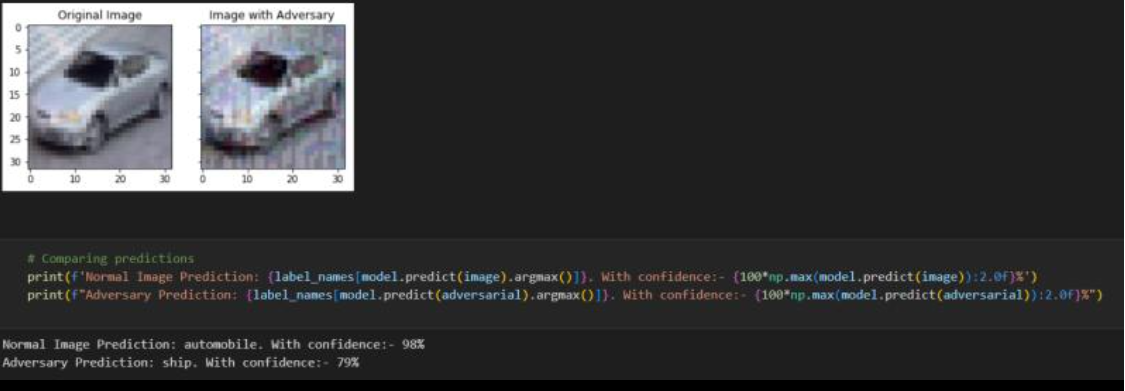 Original Image
Image with Adversary
0
5
10
15
20
25
30
0 10 20 30
0 10 20 30
# Comparing predictions
print(f'Normal Image Prediction: {label_names[model.predict(image).argmax()]}. With confidence:- {100*np.max(model.predict(image)):2.0f}%')
print(f"Adversary Prediction: {label_names[model.predict(adversarial).argmax()]}. With confidence:- {100*np.max(model.predict(adversarial)):2.0f}%")
Normal Image Prediction: automobile. With confidence:- 98%
Adversary Prediction: ship. With confidence:- 79%